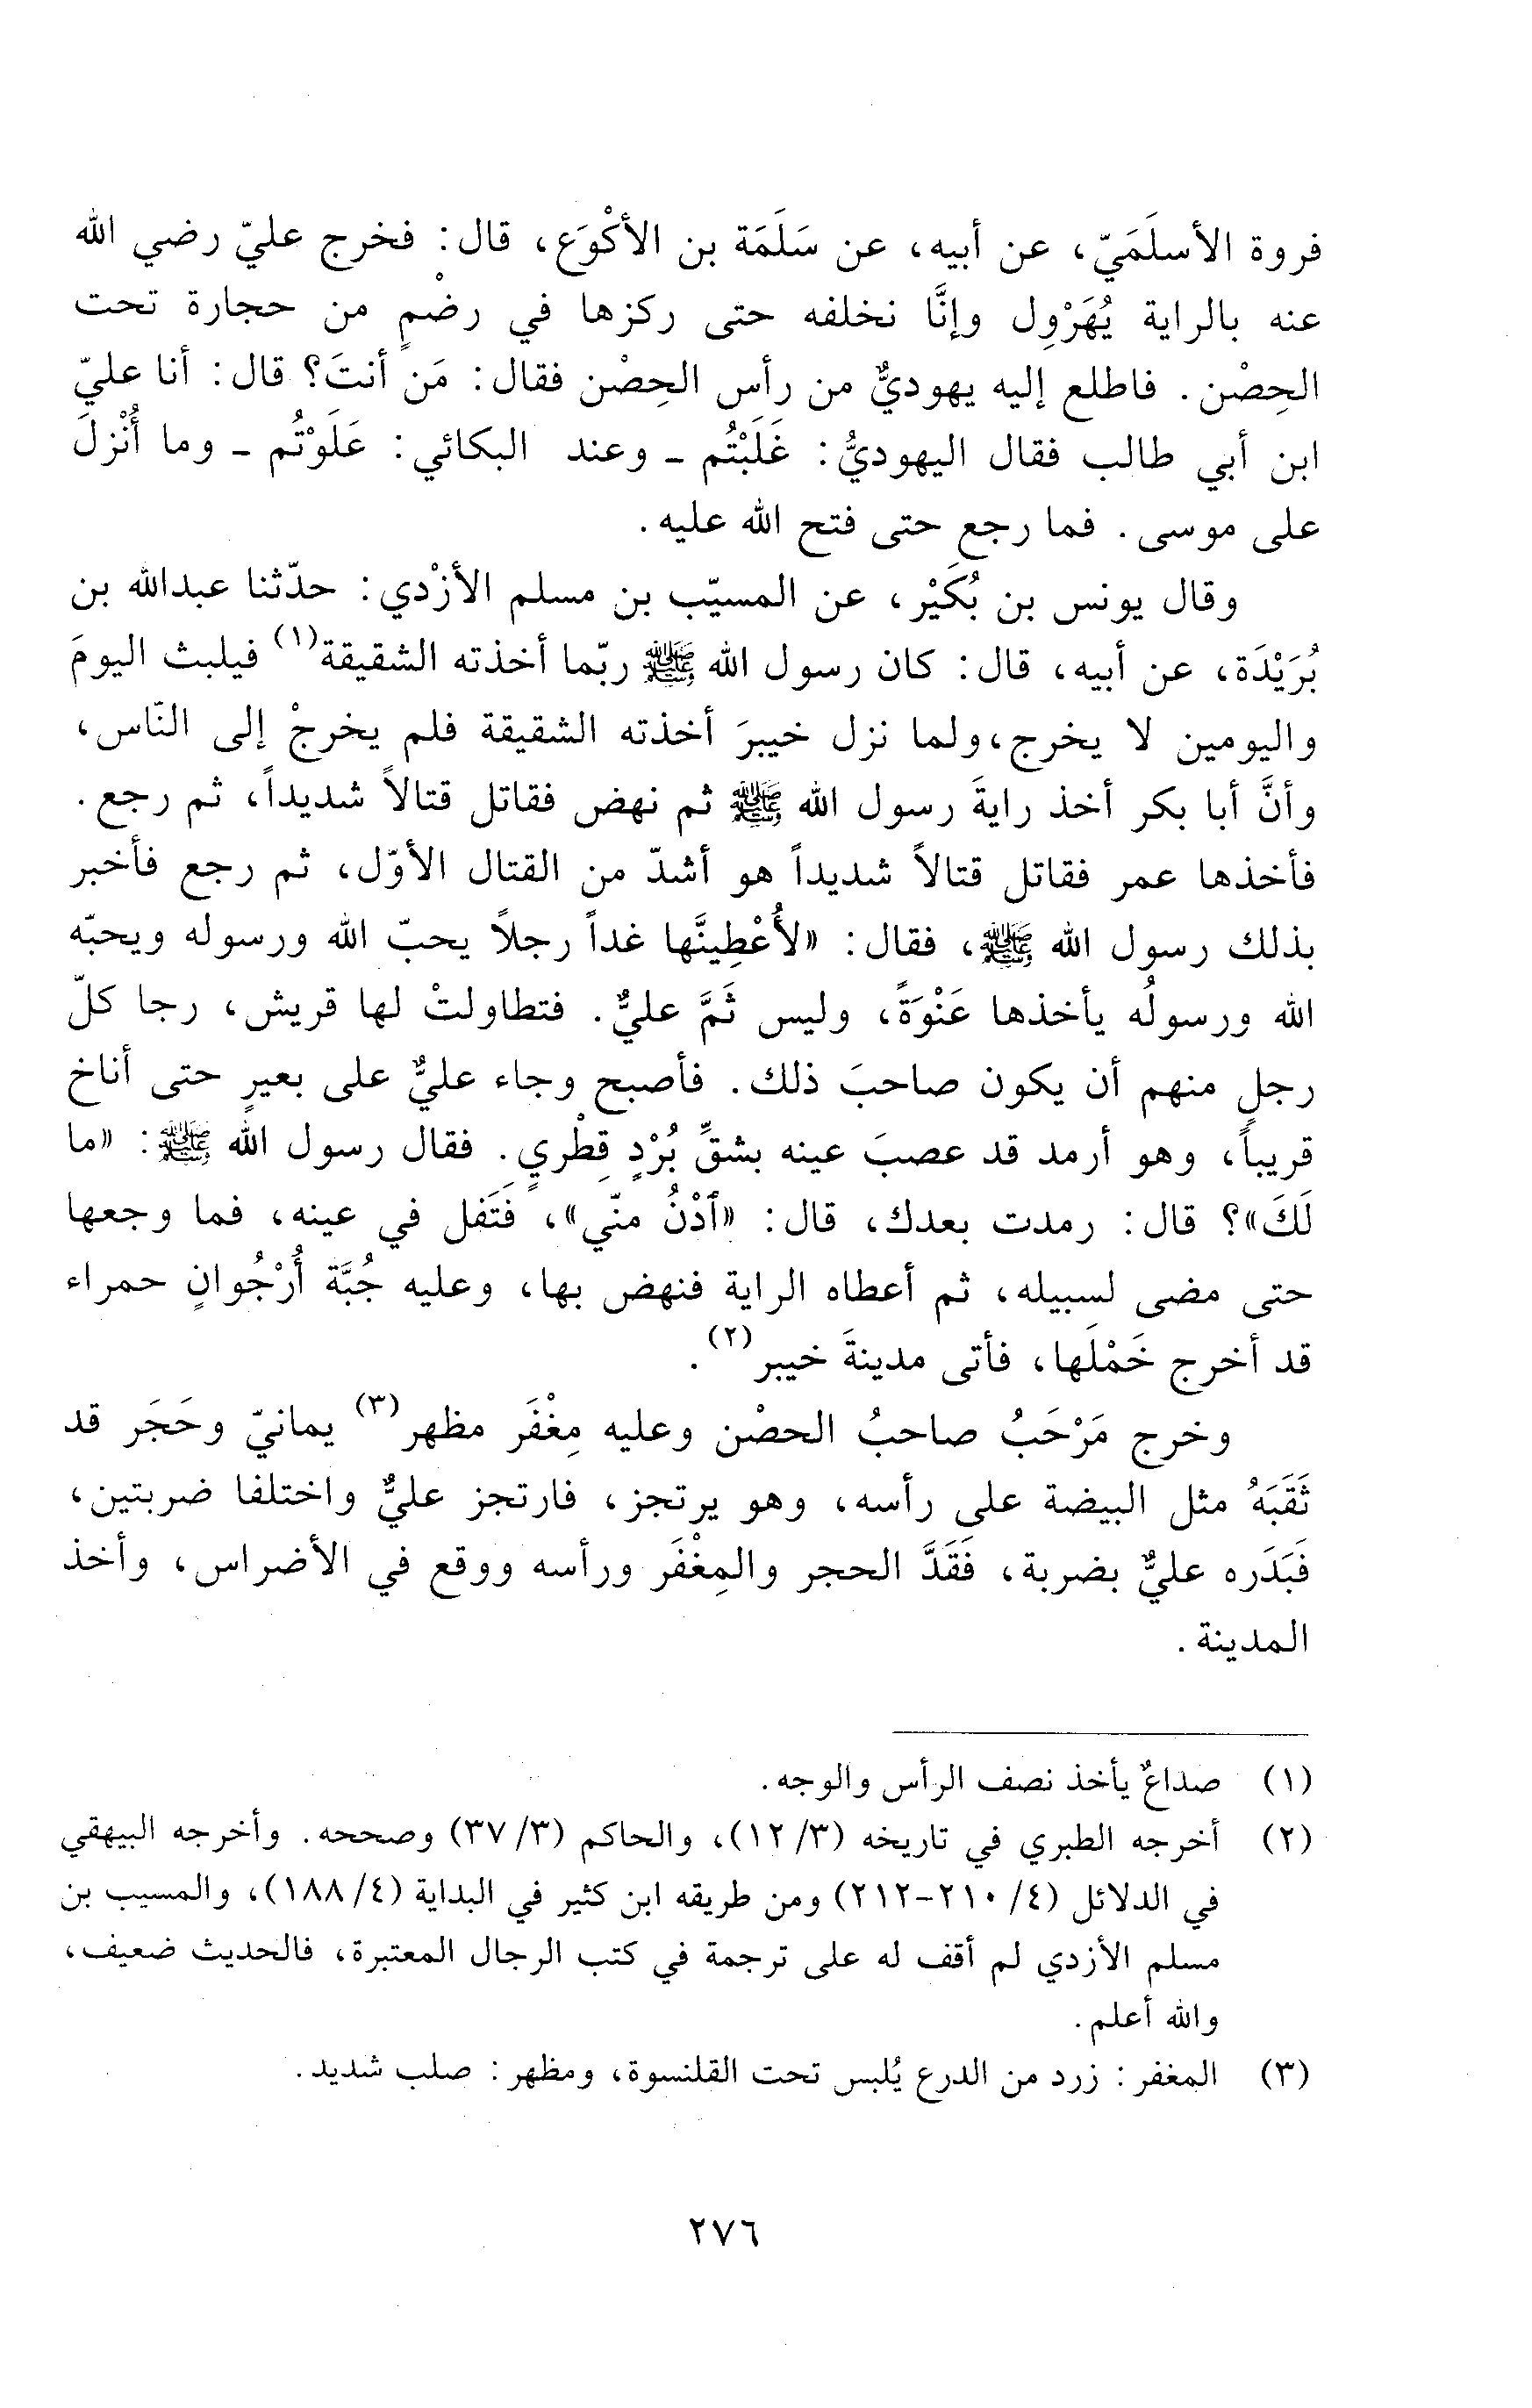 فروة الأسلَمَيّ، عن أبيه، عن سَلَمَة بن الأكْوَع، قال: فخرج عليّ رضي الله
عنه بالراية يُهَرْوِل وإنَّا نخلفه حتى ركزها في رضْمٍ من حجارة تحت
الحِصْن. فاطلع إليه يهوديٌّ من رأس الحِصْن فقال: مَن أنتَ؟ قال: أنا عليّ
ابن أبي طالب فقال اليهوديُّ: غَلَبْتُم ـ وعند البكائي: عَلَوْتُم ـ وما أُنْزلَ
على موسى. فما رجع حتى فتح الله عليه.
وقال يونس بن بُكَيْر، عن المسيّب بن مسلم الأزْدي: حدّثنا عبدالله بن
بُرَيْدَة، عن أبيه، قال: كان رسول الله ﷺ ربّما أخذته الشقيقة(١) فيلبث اليومَ
واليومين لا يخرج،ولما نزل خيبرَ أخذته الشقيقة فلم يخرجْ إلى النّاس،
وأنَّ أبا بكر أخذ رايةَ رسول الله ﷺ ثم نهض فقاتل قتالاً شديداً، ثم رجع.
فأخذها عمر فقاتل قتالاً شديداً هو أشدّ من القتال الأوّل، ثم رجع فأخبر
بذلك رسول الله ﷺ، فقال: «لأُعْطِينَّها غداً رجلاً يحبّ الله ورسوله ويحبّه
الله ورسولُه يأخذها عَنْوَةً، وليس ثَمَّ عليٌّ. فتطاولتْ لها قريش، رجا كلّ
رجلٍ منهم أن يكون صاحبَ ذلك. فأصبح وجاء عليٌّ على بعيرٍ حتى أناخ
قريباً، وهو أرمد قد عصبَ عينه بشقِّ بُرْدٍ قِطْريٍ. فقال رسول الله ﷺ: «ما
لَكَ»؟ قال: رمدت بعدك، قال: «ٱدْنُ منّي»، فَتَفل في عينه، فما وجعها
حتى مضى لسبيله، ثم أعطاه الراية فنهض بها، وعليه جُبَّة أُرْجُوانٍ حمراء
قد أخرج خَمْلَها، فأتى مدينةَ خيبر(٢).
وخرج مَرْحَبُ صاحبُ الحصْن وعليه مِغْفَر مظهر(٣) يمانيّ وحَجَر قد
ثَقَبَهُ مثل البيضة على رأسه، وهو يرتجز، فارتجز عليٌّ واختلفا ضربتين،
فَبَدَره عليٌّ بضربة، فَقَدَّ الحجر والمِغْفَر ورأسه ووقع في الأضراس، وأخذ
المدينة.
(١) صداعٌ يأخذ نصف الرأس والوجه.
(٢) أخرجه الطبري في تاريخه (٣/ ١٢)، والحاكم (٣/ ٣٧) وصححه. وأخرجه البيهقي
في الدلائل (٤/ ٢١٠-٢١٢) ومن طريقه ابن كثير في البداية (٤/ ١٨٨)، والمسيب بن
مسلم الأزدي لم أقف له على ترجمة في كتب الرجال المعتبرة، فالحديث ضعيف،
والله أعلم.
(٣) المغفر: زرد من الدرع يُلبس تحت القلنسوة، ومظهر: صلب شديد.
٢٧٦